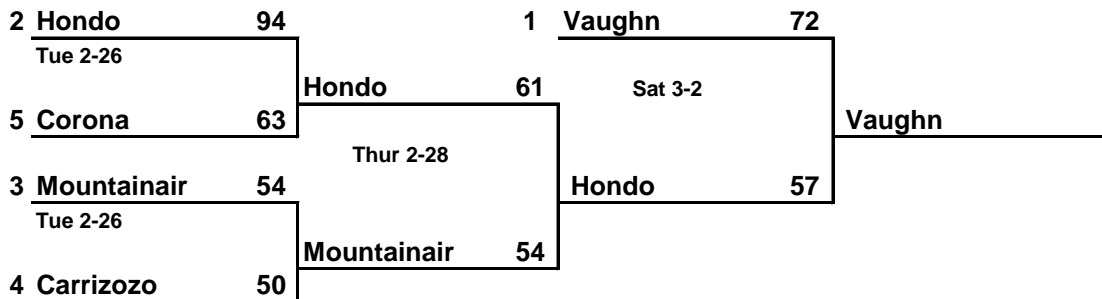 2 Hondo 94 1 Vaughn 72
Tue 2-26
Hondo 61 Sat 3-2
5 Corona 63 Vaughn
Thur 2-28
3 Mountainair 54 Hondo 57
Tue 2-26
Mountainair 54
4 Carrizozo 50